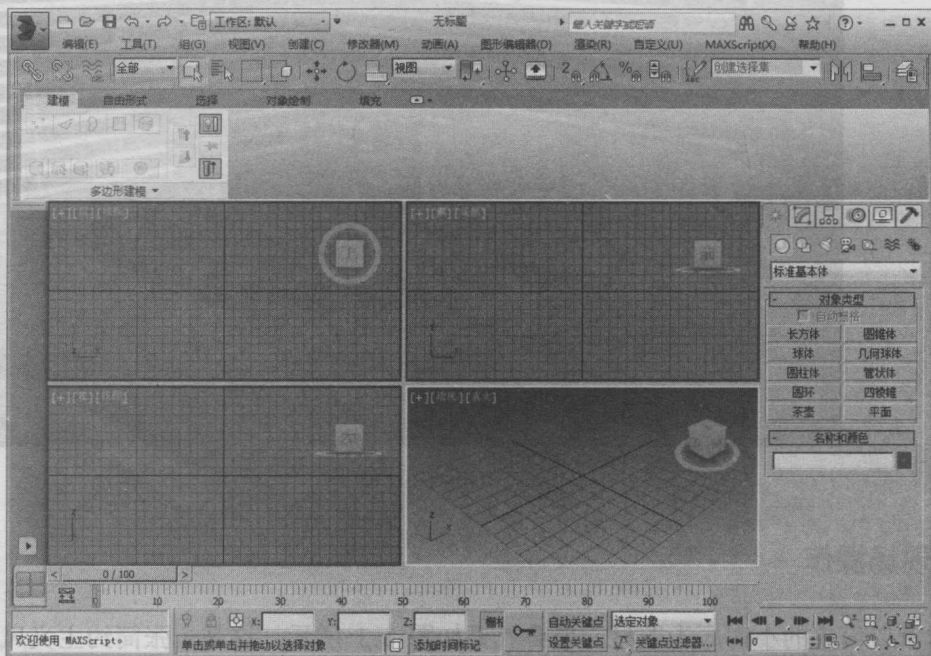 工作区: 默认
无标题
键入关键字或短语
编辑(E) 工具(T) 组(G) 视图(V) 创建(C) 修改器(M) 动画(A) 图形编辑器(D) 渲染(R) 自定义(U) MAXScript(X) 帮助(H)
全部
视图
创建选择集
建模 自由形式 选择 对象绘制 填充
多边形建模
标准基本体
对象类型
自动栅格
长方体 圆锥体
球体 几何球体
圆柱体 管状体
圆环 四棱锥
茶壶 平面
名称和颜色
0 / 100
0 10 20 30 40 50 60 70 80 90 100
X: Y: Z: 自动关键点 选定对象
欢迎使用 MAXScript。
单击或单击并拖动以选择对象 添加时间标记 设置关键点 关键点过滤器... 0